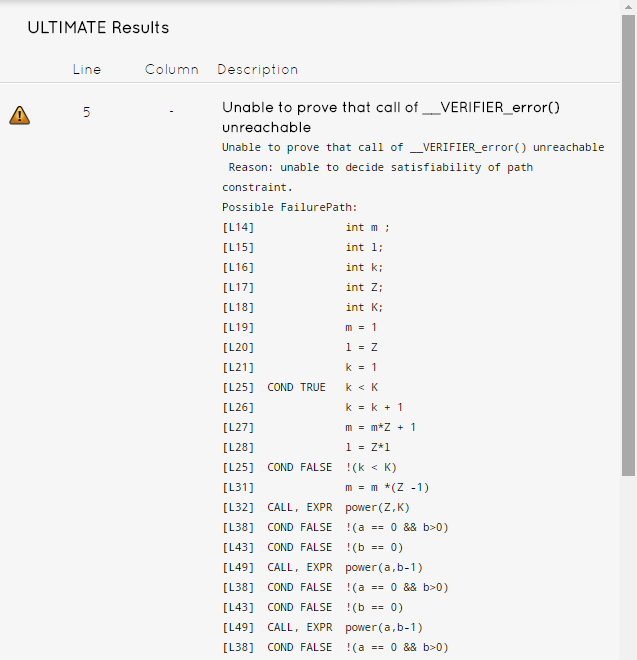 ULTIMATE Results
Line Column Description
5 - Unable to prove that call of __VERIFIER_error()
unreachable
Unable to prove that call of __VERIFIER_error() unreachable
Reason: unable to decide satisfiability of path
constraint.
Possible FailurePath:
[L14] int m ;
[L15] int l;
[L16] int k;
[L17] int Z;
[L18] int K;
[L19] m = 1
[L20] l = Z
[L21] k = 1
[L25] COND TRUE k < K
[L26] k = k + 1
[L27] m = m*Z + 1
[L28] l = Z*l
[L25] COND FALSE !(k < K)
[L31] m = m *(Z -1)
[L32] CALL, EXPR power(Z,K)
[L38] COND FALSE !(a == 0 && b>0)
[L43] COND FALSE !(b == 0)
[L49] CALL, EXPR power(a,b-1)
[L38] COND FALSE !(a == 0 && b>0)
[L43] COND FALSE !(b == 0)
[L49] CALL, EXPR power(a,b-1)
[L38] COND FALSE !(a == 0 && b>0)